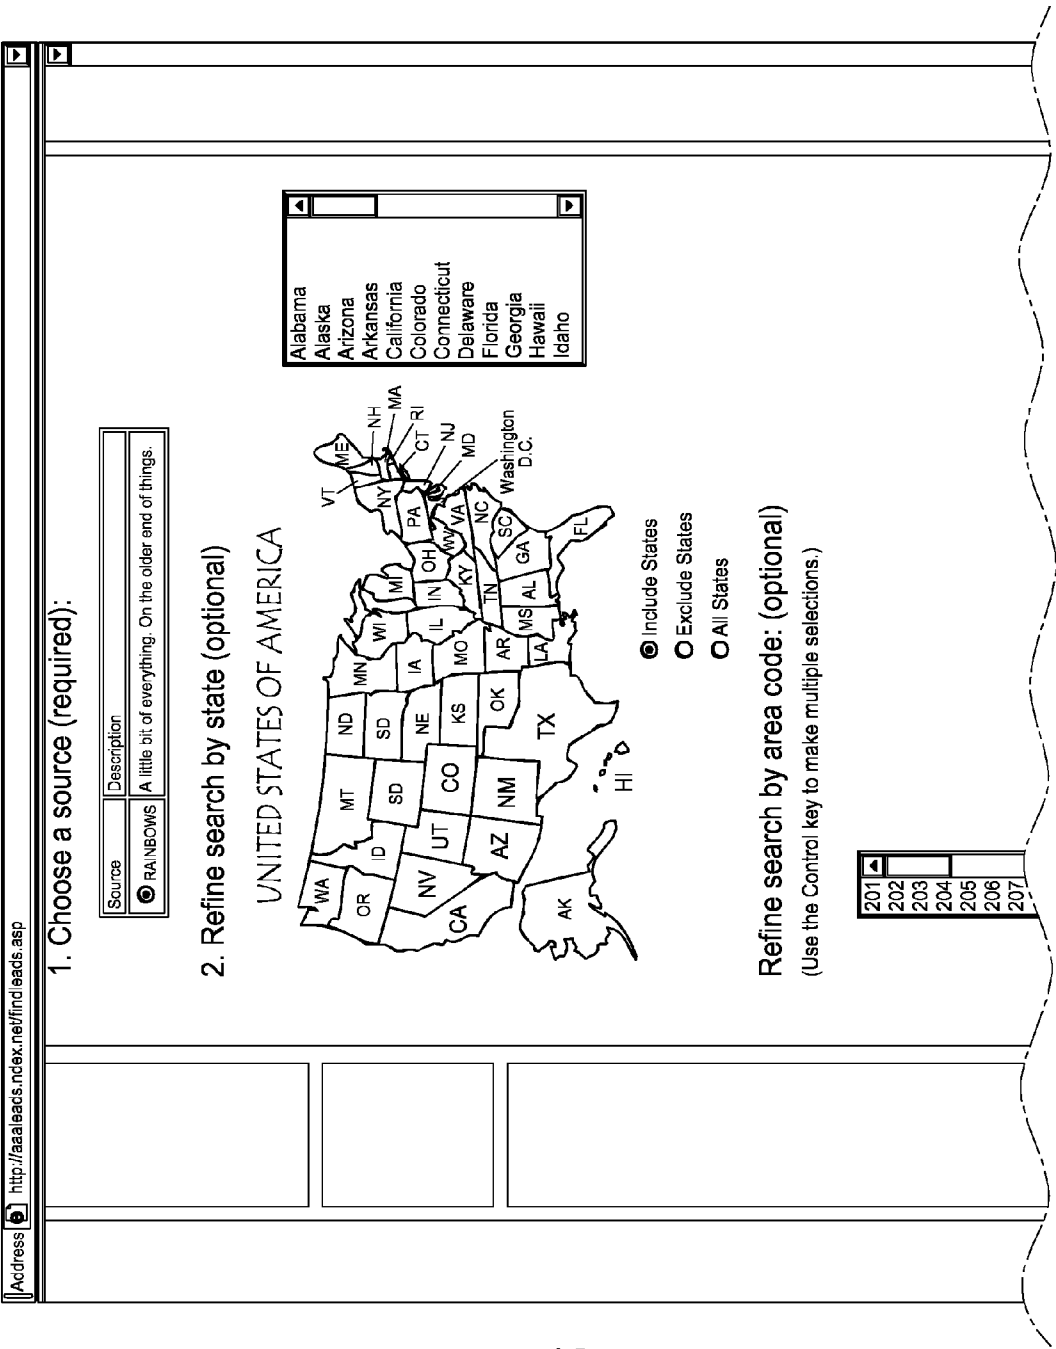 Address http://aaaleads.ndex.net/findleads.asp
1. Choose a source (required):
Source Description
RAINBOWS A little bit of everything. On the older end of things.
2. Refine search by state (optional)
UNITED STATES OF AMERICA
WA
OR
ID
MT
ND
MN
WI
MI
VT
ME
NH
MA
RI
CT
NJ
MD
NY
PA
SD
SD
IA
IL
IN
OH
WV
VA
Washington
D.C.
NV
UT
CO
NE
KS
MO
KY
NC
CA
AZ
NM
OK
AR
TN
SC
TX
LA
MS
AL
GA
FL
AK
HI
Alabama
Alaska
Arizona
Arkansas
California
Colorado
Connecticut
Delaware
Florida
Georgia
Hawaii
Idaho
Include States
Exclude States
All States
Refine search by area code: (optional)
(Use the Control key to make multiple selections.)
201
202
203
204
205
206
207